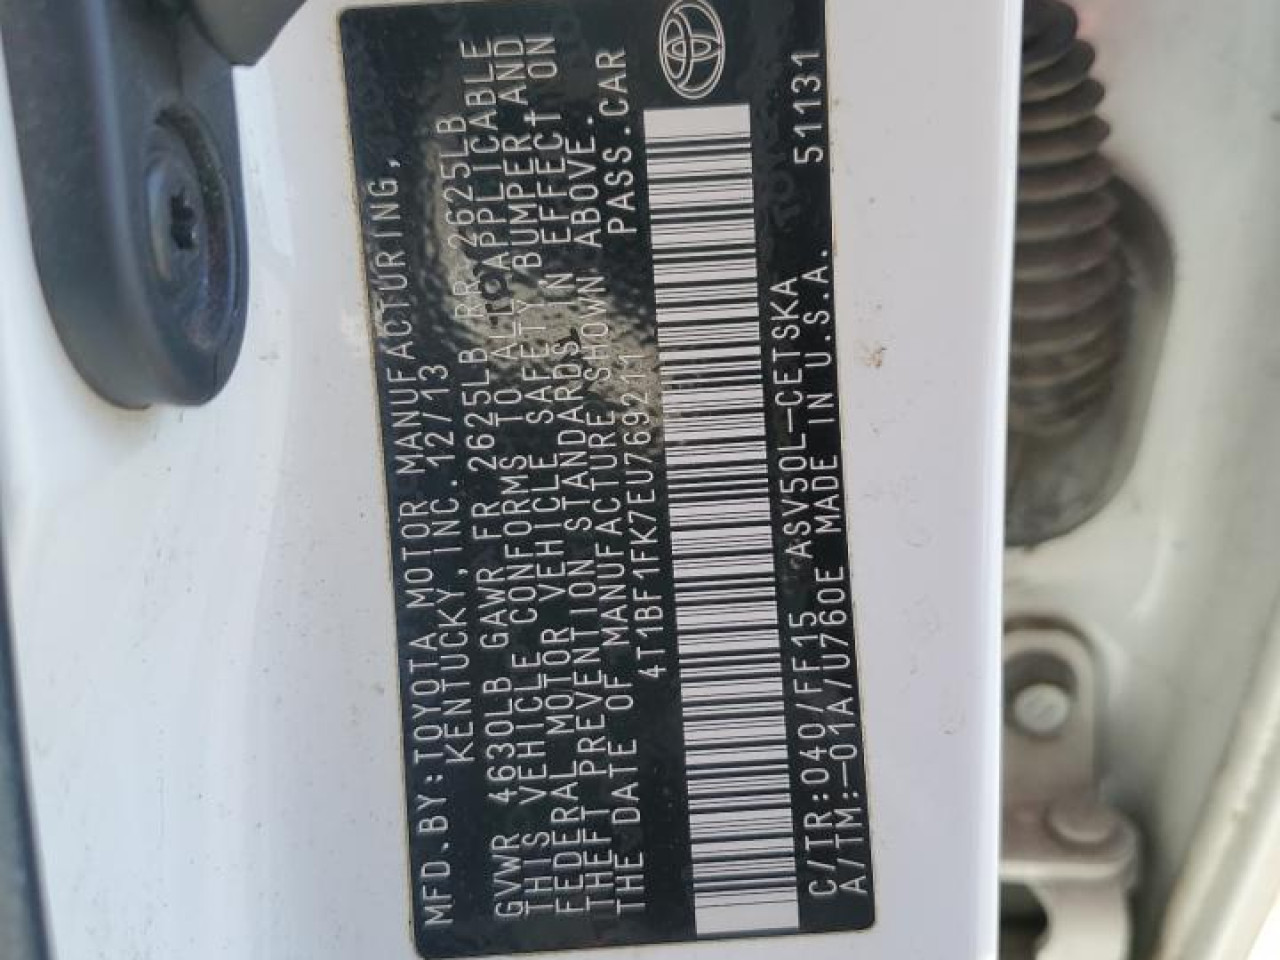 MFD.BY:TOYOTA MOTOR MANUFACTURING,
KENTUCKY, INC. 12/13
GVWR 4630LB GAWR FR 2625LB RR 2625LB
THIS VEHICLE CONFORMS TO ALL APPLICABLE
FEDERAL MOTOR VEHICLE SAFETY BUMPER, AND
THEFT PREVENTION STANDARDS IN EFFECT ON
THE DATE OF MANUFACTURE SHOWN ABOVE.
4T1BF1FK7EU769211 PASS.CAR
C/TR:040/FF15 ASV50L-CETSKA 51131
A/TM:-01A/U760E MADE IN U.S.A.